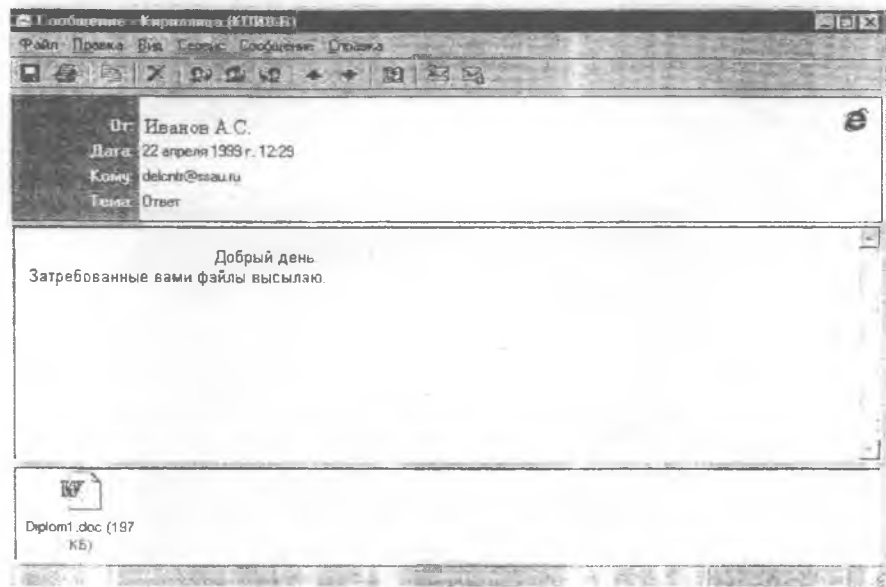 Сообщение - Кириллица (КОИ8-R)
Файл Правка Вид Сервис Сообщение Справка
От: Иванов А.С.
Дата: 22 апреля 1999 г. 12:29
Кому: delcntr@ssau.ru
Тема: Ответ
Добрый день.
Затребованные вами файлы высылаю.
Diplom1.doc (197
КБ)